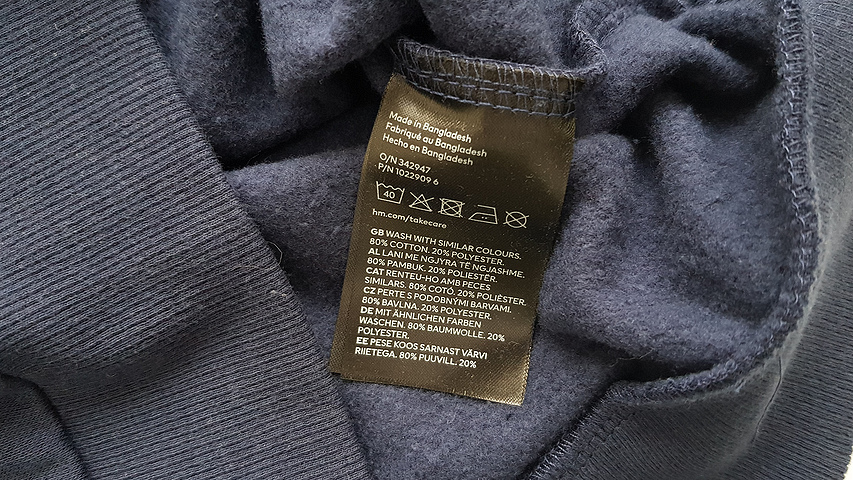 Made in Bangladesh
Fabriqué au Bangladesh
Hecho en Bangladesh
O/N 342947
P/N 1022909 6
40
hm.com/takecare
GB WASH WITH SIMILAR COLOURS.
80% COTTON. 20% POLYESTER.
AL LANI ME NGJYRA TË NGJASHME.
80% PAMBUK. 20% POLIESTËR.
CAT RENTEU-HO AMB PECES
SIMILARS. 80% COTÓ. 20% POLIÈSTER.
CZ PERTE S PODOBNÝMI BARVAMI.
80% BAVLNA. 20% POLYESTER.
DE MIT ÄHNLICHEN FARBEN
WASCHEN. 80% BAUMWOLLE. 20%
POLYESTER.
EE PESE KOOS SARNAST VÄRVI
RIIETEGA. 80% PUUVILL. 20%